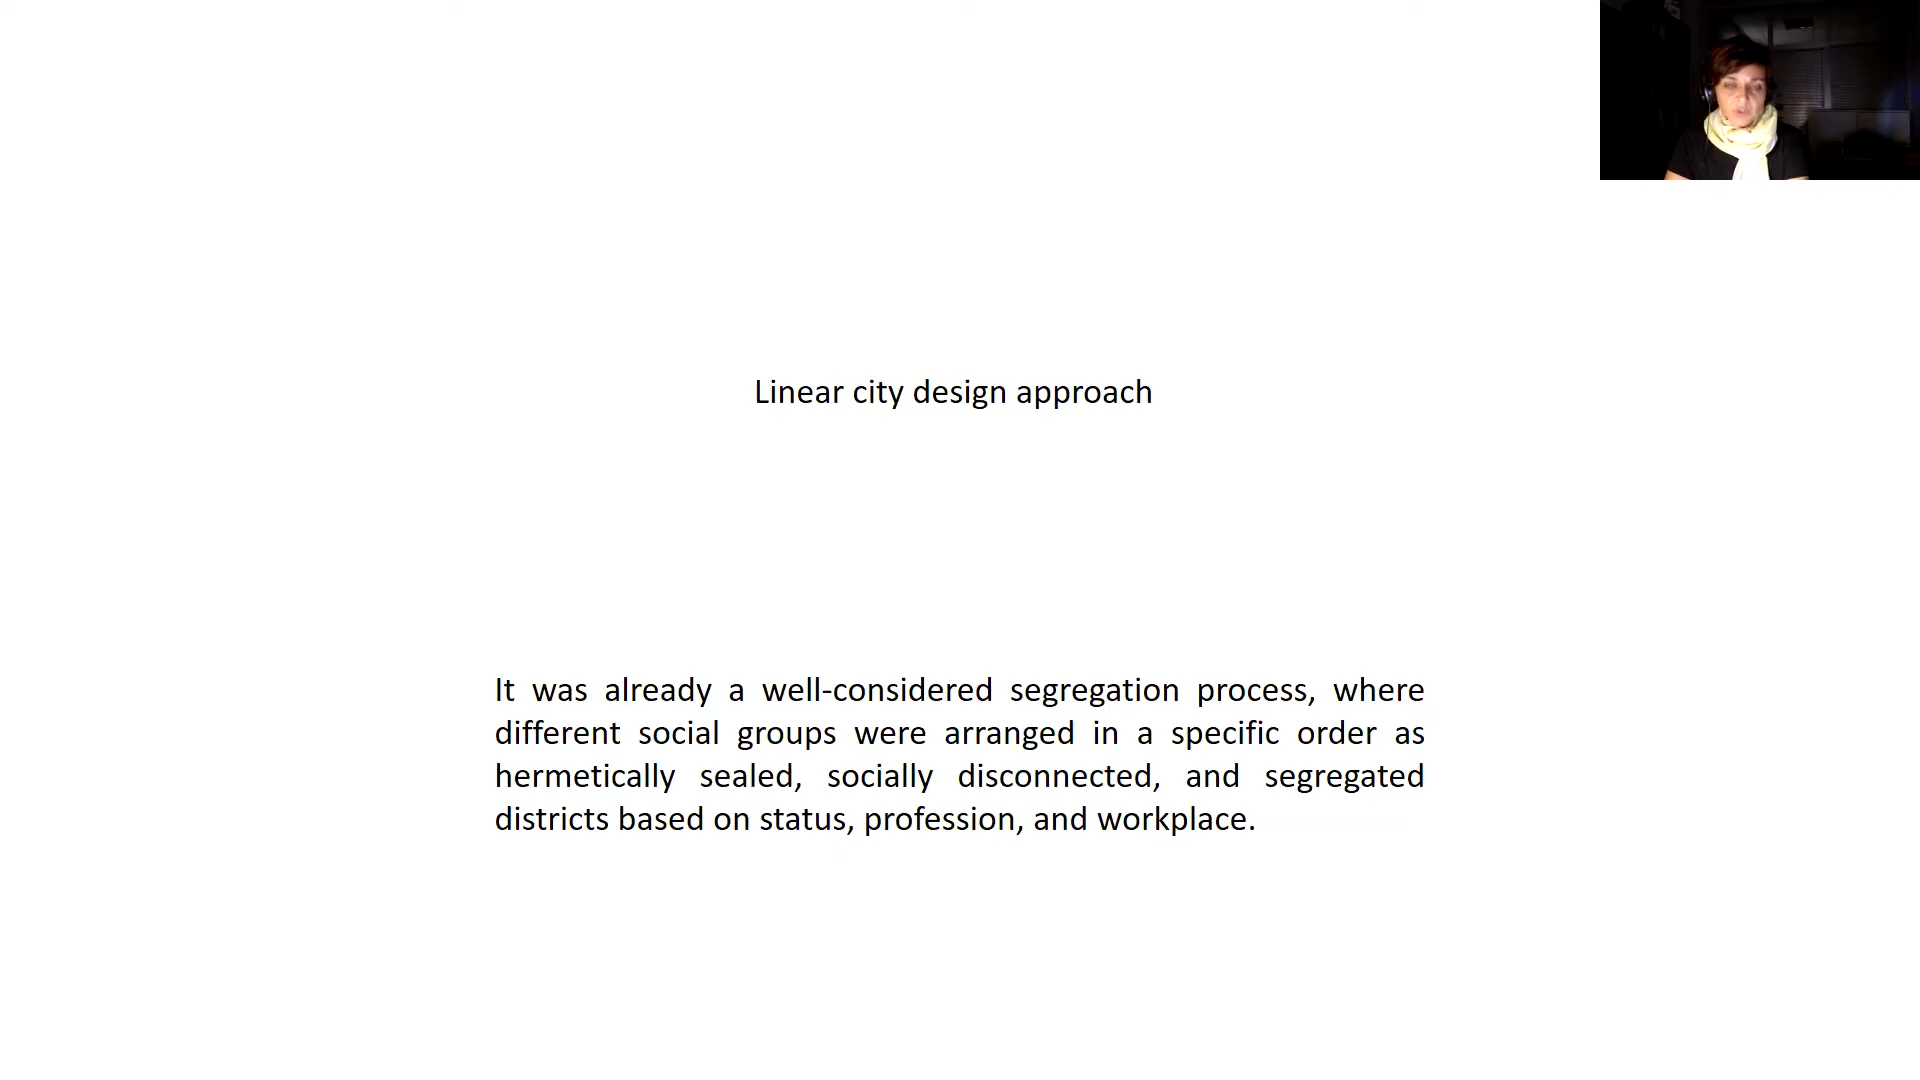 Linear city design approach
It was already a well-considered segregation process, where
different social groups were arranged in a specific order as
hermetically sealed, socially disconnected, and segregated
districts based on status, profession, and workplace.